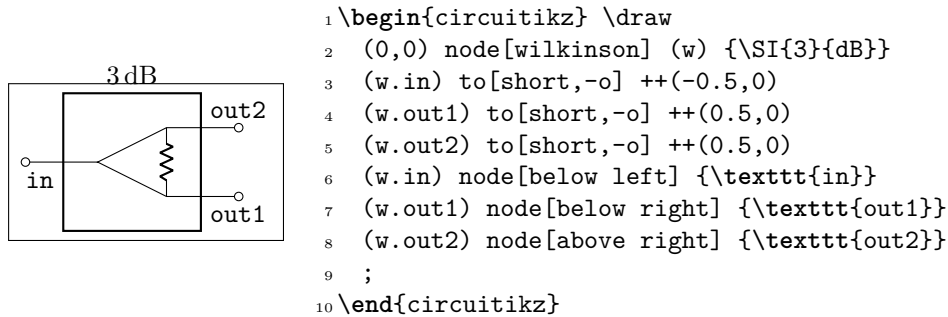 3 dB
out2
in
out1
1 \begin{circuitikz} \draw
2   (0,0) node[wilkinson] (w) {\SI{3}{dB}}
3   (w.in) to[short,-o] ++(-0.5,0)
4   (w.out1) to[short,-o] ++(0.5,0)
5   (w.out2) to[short,-o] ++(0.5,0)
6   (w.in) node[below left] {\texttt{in}}
7   (w.out1) node[below right] {\texttt{out1}}
8   (w.out2) node[above right] {\texttt{out2}}
9   ;
10 \end{circuitikz}